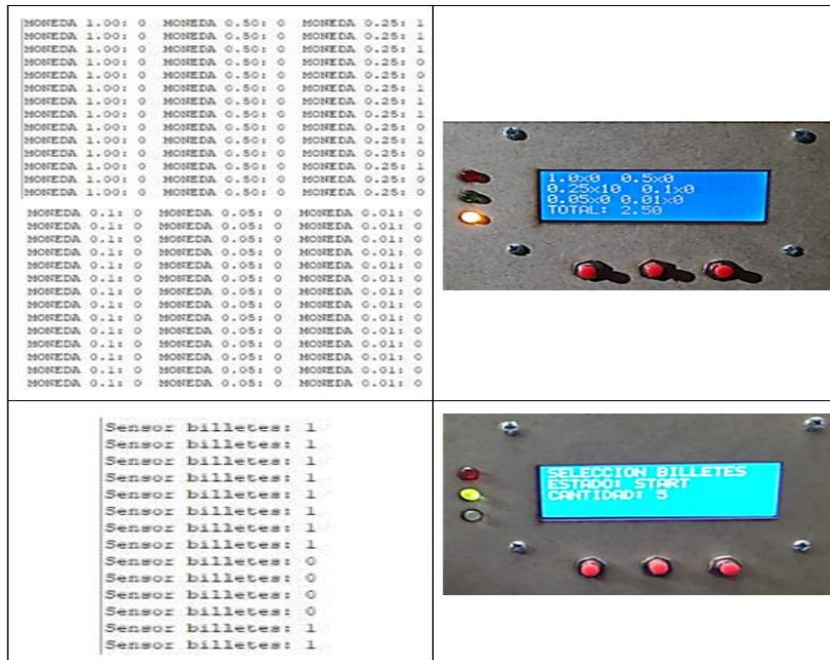 MONEDA 1.00: 0 MONEDA 0.50: 0 MONEDA 0.25: 1
MONEDA 1.00: 0 MONEDA 0.50: 0 MONEDA 0.25: 1
MONEDA 1.00: 0 MONEDA 0.50: 0 MONEDA 0.25: 1
MONEDA 1.00: 0 MONEDA 0.50: 0 MONEDA 0.25: 0
MONEDA 1.00: 0 MONEDA 0.50: 0 MONEDA 0.25: 0
MONEDA 1.00: 0 MONEDA 0.50: 0 MONEDA 0.25: 1
MONEDA 1.00: 0 MONEDA 0.50: 0 MONEDA 0.25: 1
MONEDA 1.00: 0 MONEDA 0.50: 0 MONEDA 0.25: 1
MONEDA 1.00: 0 MONEDA 0.50: 0 MONEDA 0.25: 0
MONEDA 1.00: 0 MONEDA 0.50: 0 MONEDA 0.25: 1
MONEDA 1.00: 0 MONEDA 0.50: 0 MONEDA 0.25: 0
MONEDA 1.00: 0 MONEDA 0.50: 0 MONEDA 0.25: 1
MONEDA 1.00: 0 MONEDA 0.50: 0 MONEDA 0.25: 0
MONEDA 1.00: 0 MONEDA 0.50: 0 MONEDA 0.25: 0
MONEDA 0.1: 0 MONEDA 0.05: 0 MONEDA 0.01: 0
MONEDA 0.1: 0 MONEDA 0.05: 0 MONEDA 0.01: 0
MONEDA 0.1: 0 MONEDA 0.05: 0 MONEDA 0.01: 0
MONEDA 0.1: 0 MONEDA 0.05: 0 MONEDA 0.01: 0
MONEDA 0.1: 0 MONEDA 0.05: 0 MONEDA 0.01: 0
MONEDA 0.1: 0 MONEDA 0.05: 0 MONEDA 0.01: 0
MONEDA 0.1: 0 MONEDA 0.05: 0 MONEDA 0.01: 0
MONEDA 0.1: 0 MONEDA 0.05: 0 MONEDA 0.01: 0
MONEDA 0.1: 0 MONEDA 0.05: 0 MONEDA 0.01: 0
MONEDA 0.1: 0 MONEDA 0.05: 0 MONEDA 0.01: 0
MONEDA 0.1: 0 MONEDA 0.05: 0 MONEDA 0.01: 0
MONEDA 0.1: 0 MONEDA 0.05: 0 MONEDA 0.01: 0
MONEDA 0.1: 0 MONEDA 0.05: 0 MONEDA 0.01: 0
MONEDA 0.1: 0 MONEDA 0.05: 0 MONEDA 0.01: 0
1.0x0 0.5x0
0.25x10 0.1x0
0.05x0 0.01x0
TOTAL: 2.50
Sensor billetes: 1
Sensor billetes: 1
Sensor billetes: 1
Sensor billetes: 1
Sensor billetes: 1
Sensor billetes: 1
Sensor billetes: 1
Sensor billetes: 1
Sensor billetes: 0
Sensor billetes: 0
Sensor billetes: 0
Sensor billetes: 0
Sensor billetes: 1
Sensor billetes: 1
SELECCION BILLETES
ESTADO: START
CANTIDAD: 5